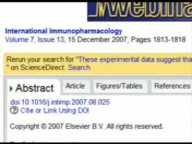 Webina
International Immunopharmacology
Volume 7, Issue 13, 15 December 2007, Pages 1813-1818
Rerun your search for "These experimental data suggest tha
" on ScienceDirect. Search
Abstract Article Figures/Tables References
doi:10.1016/j.intimp.2007.08.025
Cite or Link Using DOI
Copyright © 2007 Elsevier B.V. All rights reserved